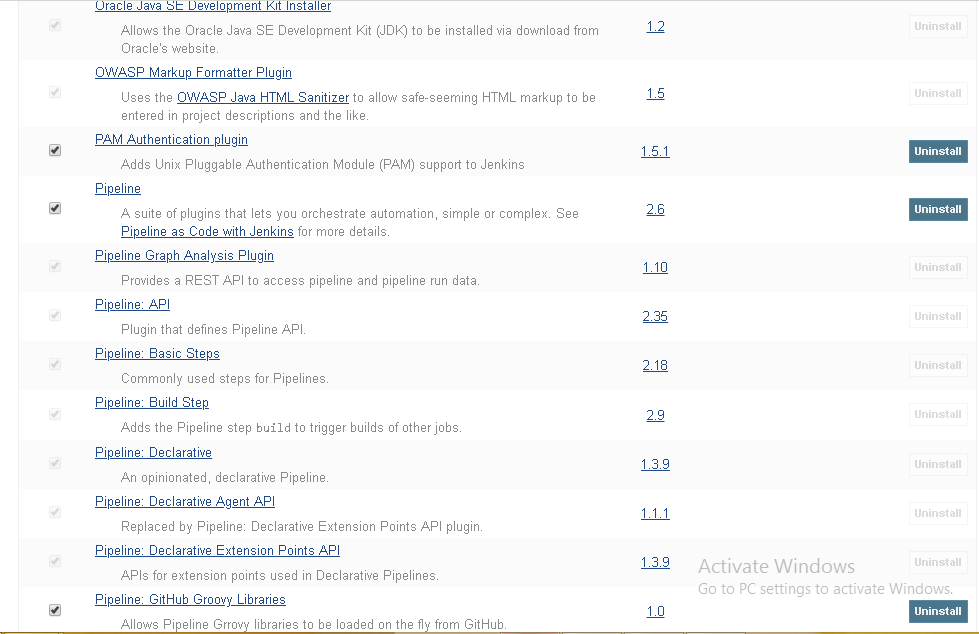 Oracle Java SE Development Kit Installer
Allows the Oracle Java SE Development Kit (JDK) to be installed via download from
Oracle's website.
1.2
Uninstall
OWASP Markup Formatter Plugin
Uses the OWASP Java HTML Sanitizer to allow safe-seeming HTML markup to be
entered in project descriptions and the like.
1.5
Uninstall
PAM Authentication plugin
Adds Unix Pluggable Authentication Module (PAM) support to Jenkins
1.5.1
Uninstall
Pipeline
A suite of plugins that lets you orchestrate automation, simple or complex. See
Pipeline as Code with Jenkins for more details.
2.6
Uninstall
Pipeline Graph Analysis Plugin
Provides a REST API to access pipeline and pipeline run data.
1.10
Uninstall
Pipeline: API
Plugin that defines Pipeline API.
2.35
Uninstall
Pipeline: Basic Steps
Commonly used steps for Pipelines.
2.18
Uninstall
Pipeline: Build Step
Adds the Pipeline step build to trigger builds of other jobs.
2.9
Uninstall
Pipeline: Declarative
An opinionated, declarative Pipeline.
1.3.9
Uninstall
Pipeline: Declarative Agent API
Replaced by Pipeline: Declarative Extension Points API plugin.
1.1.1
Uninstall
Pipeline: Declarative Extension Points API
APIs for extension points used in Declarative Pipelines.
1.3.9
Uninstall
Activate Windows
Go to PC settings to activate Windows.
Pipeline: GitHub Groovy Libraries
Allows Pipeline Grrovy libraries to be loaded on the fly from GitHub.
1.0
Uninstall